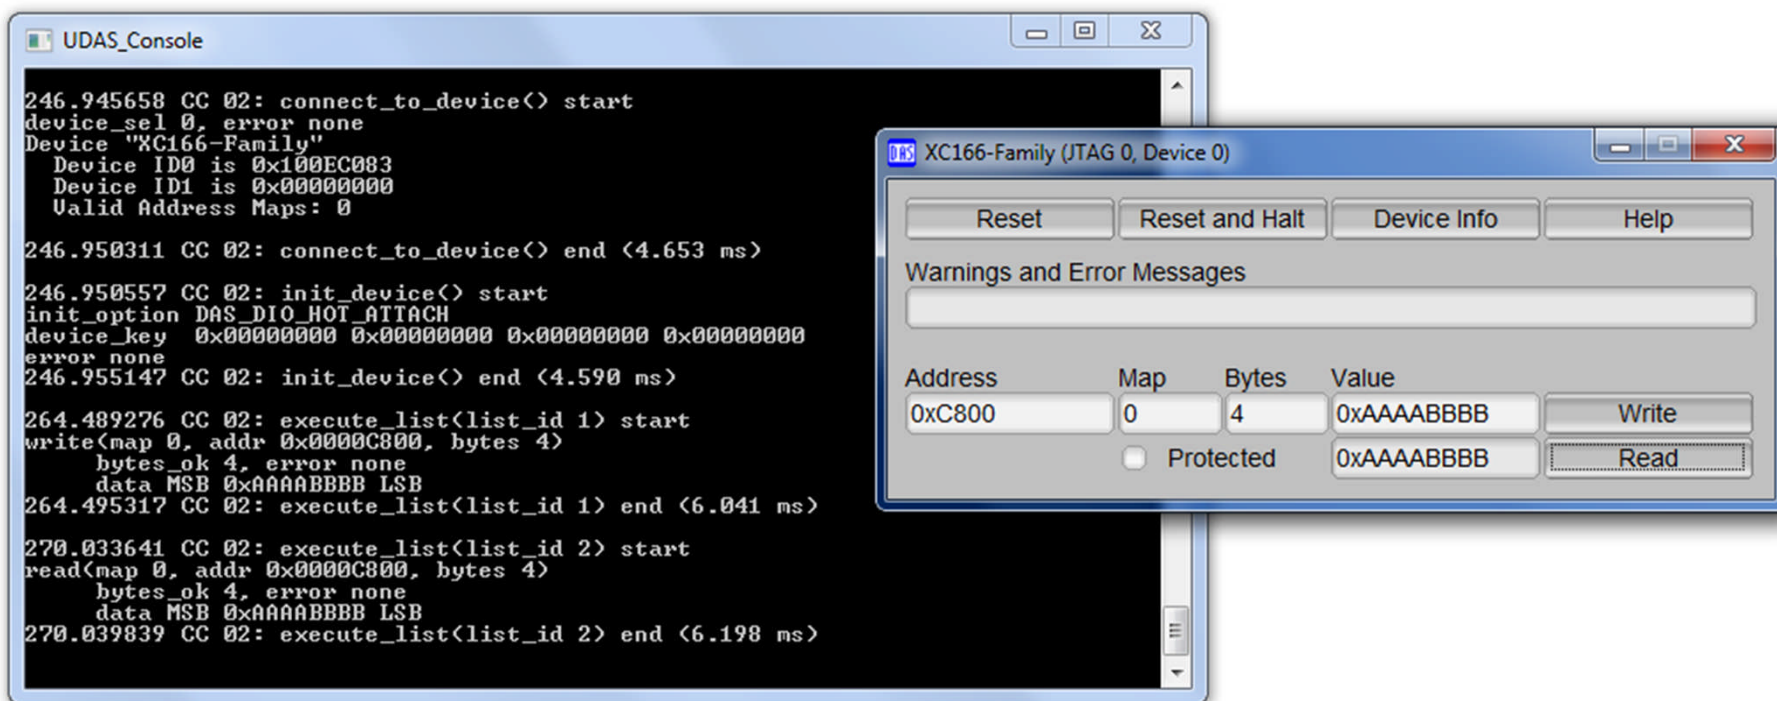 UDAS_Console
246.945658 CC 02: connect_to_device() start
device_sel 0, error none
Device "XC166-Family"
  Device ID0 is 0x100EC083
  Device ID1 is 0x00000000
  Valid Address Maps: 0
246.950311 CC 02: connect_to_device() end (4.653 ms)
246.950557 CC 02: init_device() start
init_option DAS_DIO_HOT_ATTACH
device_key  0x00000000 0x00000000 0x00000000 0x00000000
error none
246.955147 CC 02: init_device() end (4.590 ms)
264.489276 CC 02: execute_list(list_id 1) start
write(map 0, addr 0x0000C800, bytes 4)
      bytes_ok 4, error none
      data MSB 0xAAAABBBB LSB
264.495317 CC 02: execute_list(list_id 1) end (6.041 ms)
270.033641 CC 02: execute_list(list_id 2) start
read(map 0, addr 0x0000C800, bytes 4)
      bytes_ok 4, error none
      data MSB 0xAAAABBBB LSB
270.039839 CC 02: execute_list(list_id 2) end (6.198 ms)
DAS XC166-Family (JTAG 0, Device 0)
Reset Reset and Halt Device Info Help
Warnings and Error Messages
Address Map Bytes Value
0xC800 0 4 0xAAAABBBB Write
Protected 0xAAAABBBB Read